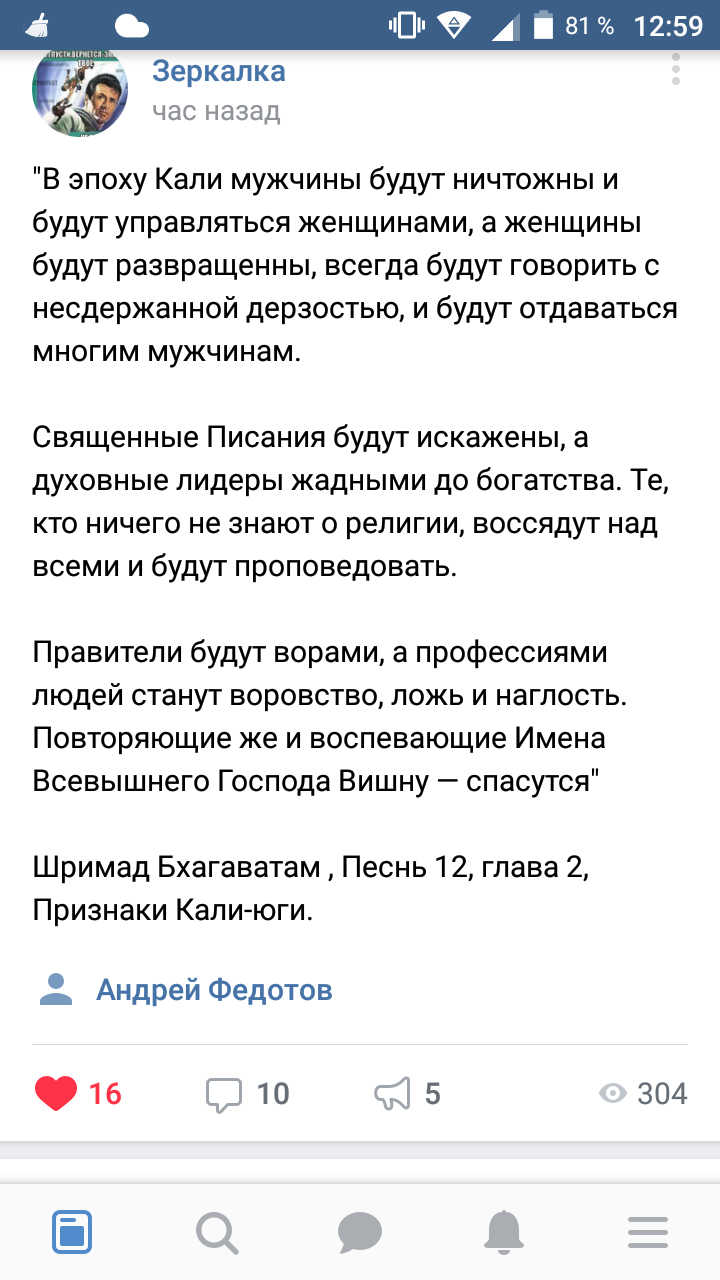 81 % 12:59
ПУСТИ.ВЕРНЕТСЯ-ЗН
ТВОЕ
Зеркалка
час назад
"В эпоху Кали мужчины будут ничтожны и
будут управляться женщинами, а женщины
будут развращенны, всегда будут говорить с
несдержанной дерзостью, и будут отдаваться
многим мужчинам.
Священные Писания будут искажены, а
духовные лидеры жадными до богатства. Те,
кто ничего не знают о религии, воссядут над
всеми и будут проповедовать.
Правители будут ворами, а профессиями
людей станут воровство, ложь и наглость.
Повторяющие же и воспевающие Имена
Всевышнего Господа Вишну — спасутся"
Шримад Бхагаватам , Песнь 12, глава 2,
Признаки Кали-юги.
Андрей Федотов
16 10 5 304